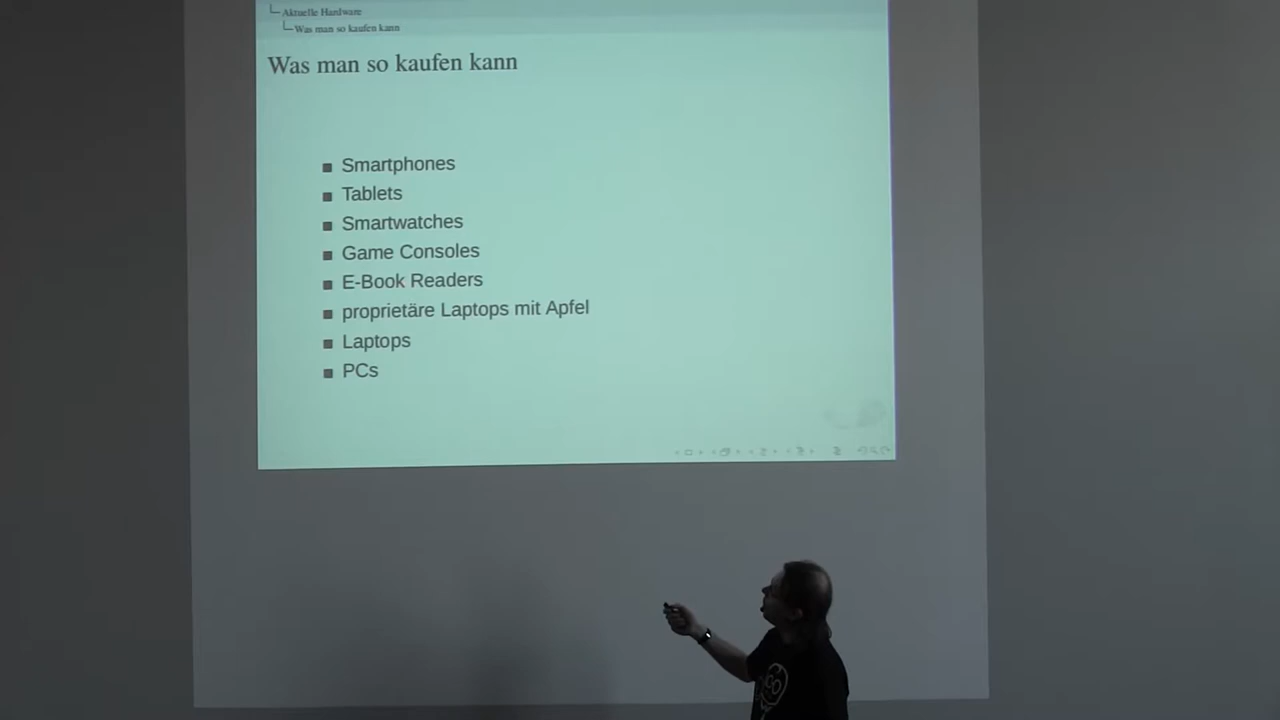 Aktuelle Hardware
Was man so kaufen kann
Was man so kaufen kann
Smartphones
Tablets
Smartwatches
Game Consoles
E-Book Readers
proprietäre Laptops mit Apfel
Laptops
PCs